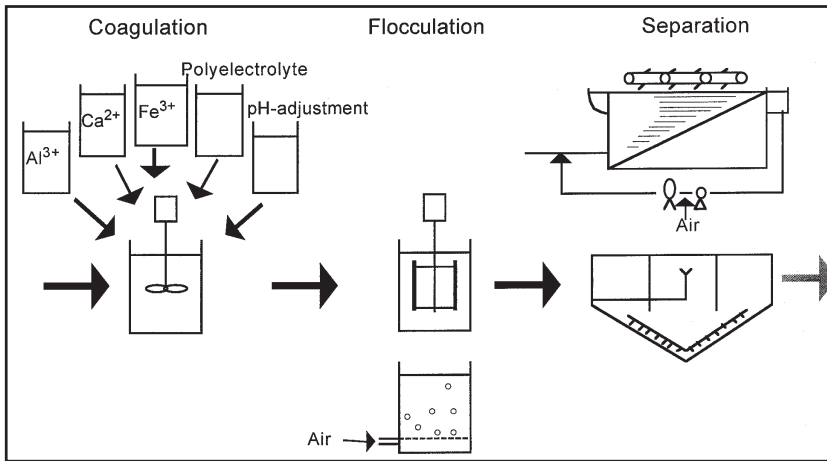 Coagulation
Flocculation
Separation
Polyelectrolyte
Ca2+
Fe3+
pH-adjustment
Al3+
Air
Air